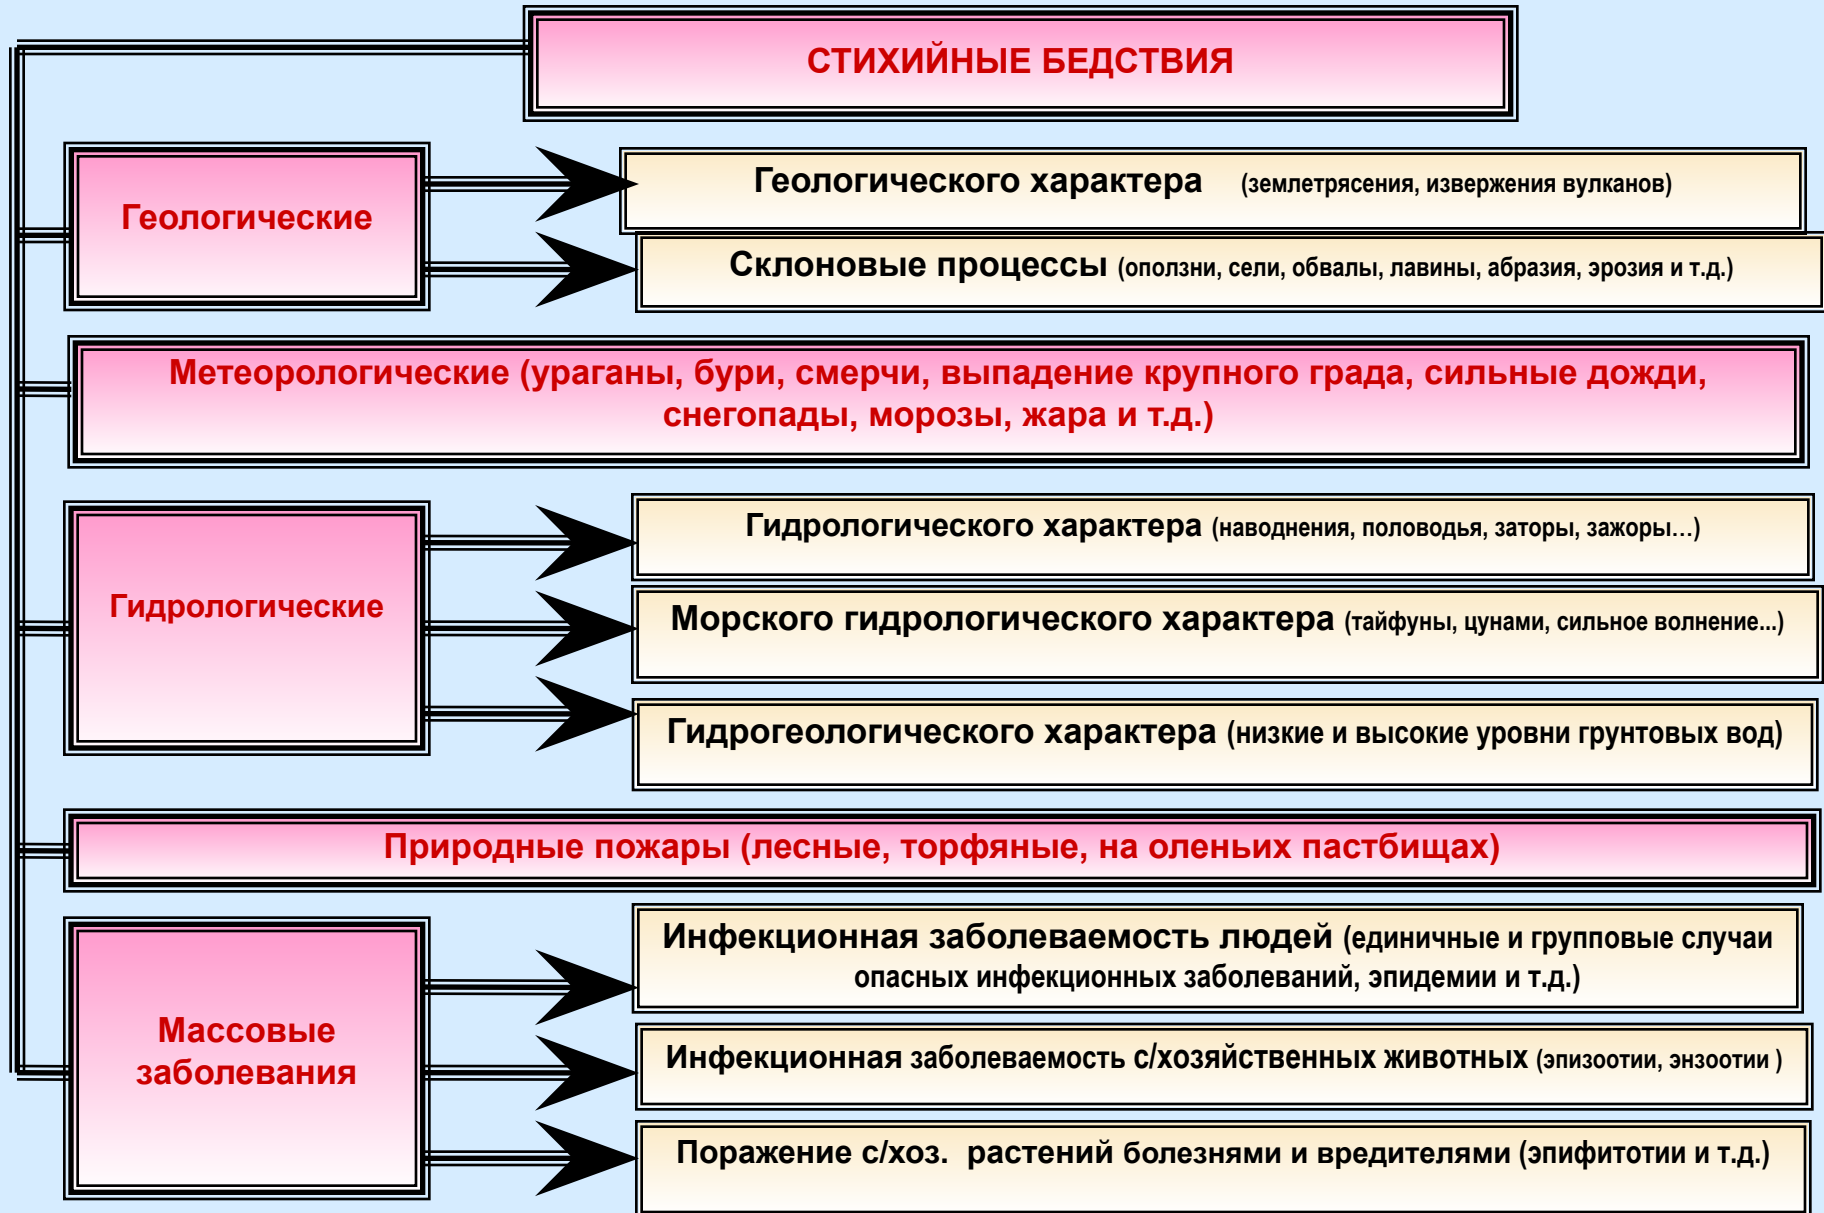 СТИХИЙНЫЕ БЕДСТВИЯ
Геологические
Геологического характера (землетрясения, извержения вулканов)
Склоновые процессы (оползни, сели, обвалы, лавины, абразия, эрозия и т.д.)
Метеорологические (ураганы, бури, смерчи, выпадение крупного града, сильные дожди,
снегопады, морозы, жара и т.д.)
Гидрологические
Гидрологического характера (наводнения, половодья, заторы, зажоры...)
Морского гидрологического характера (тайфуны, цунами, сильное волнение...)
Гидрогеологического характера (низкие и высокие уровни грунтовых вод)
Природные пожары (лесные, торфяные, на оленьих пастбищах)
Массовые
заболевания
Инфекционная заболеваемость людей (единичные и групповые случаи
опасных инфекционных заболеваний, эпидемии и т.д.)
Инфекционная заболеваемость с/хозяйственных животных (эпизоотии, энзоотии )
Поражение с/хоз. растений болезнями и вредителями (эпифитотии и т.д.)